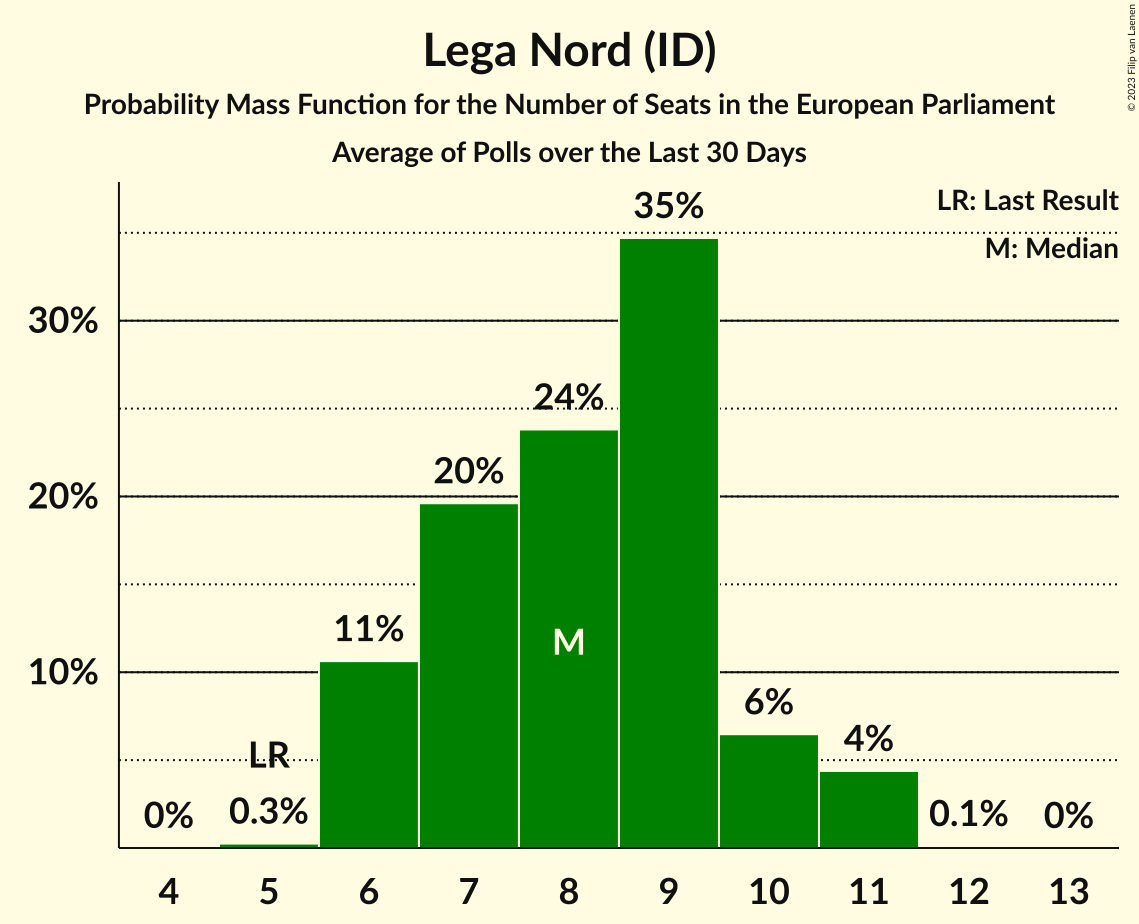 Lega Nord (ID)
Probability Mass Function for the Number of Seats in the European Parliament
Average of Polls over the Last 30 Days
© 2023 Filip van Laenen
LR: Last Result
M: Median
35%
30%
24%
20%
20%
11%
M
10%
6%
4%
LR
0%
0.3%
0.1%
0%
4 5 6 7 8 9 10 11 12 13